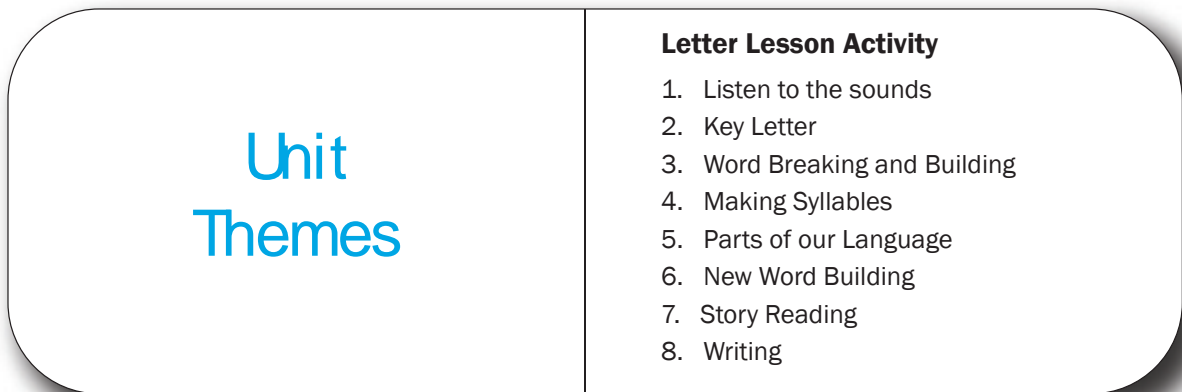 Unit
Themes
Letter Lesson Activity
1. Listen to the sounds
2. Key Letter
3. Word Breaking and Building
4. Making Syllables
5. Parts of our Language
6. New Word Building
7. Story Reading
8. Writing